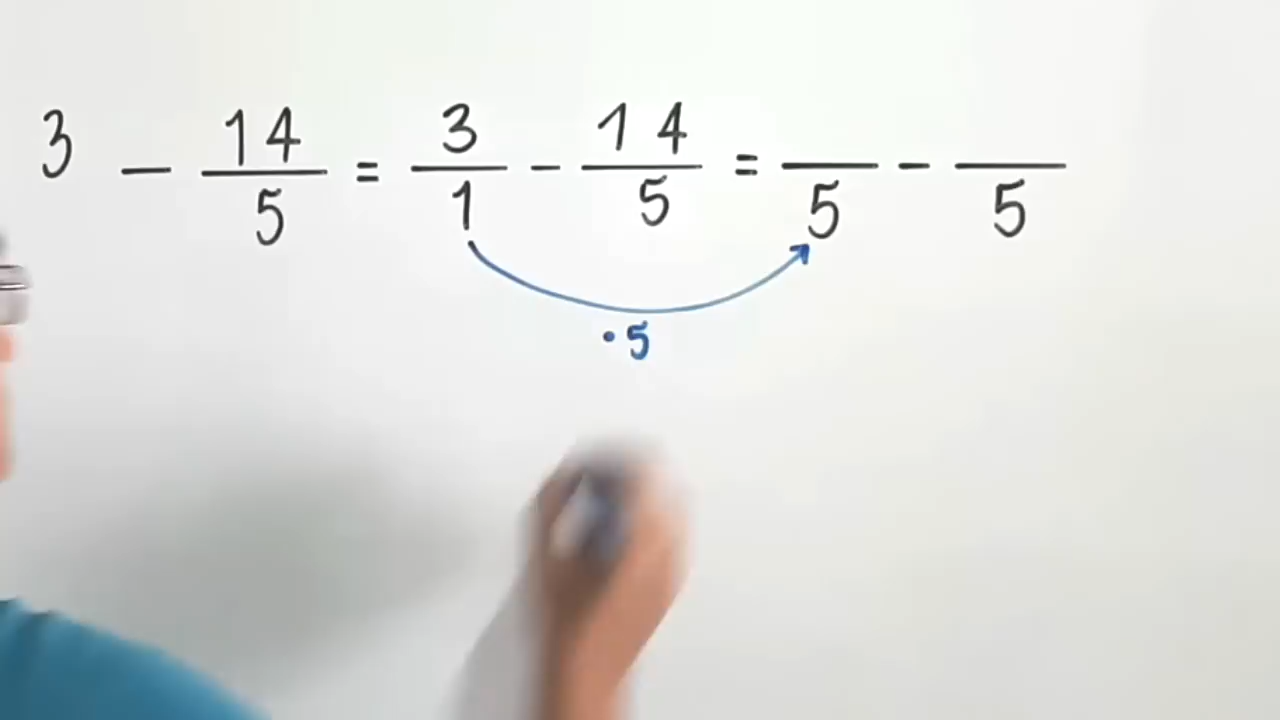 3 - 14/5 = 3/1 - 14/5 = /5 - /5
· 5